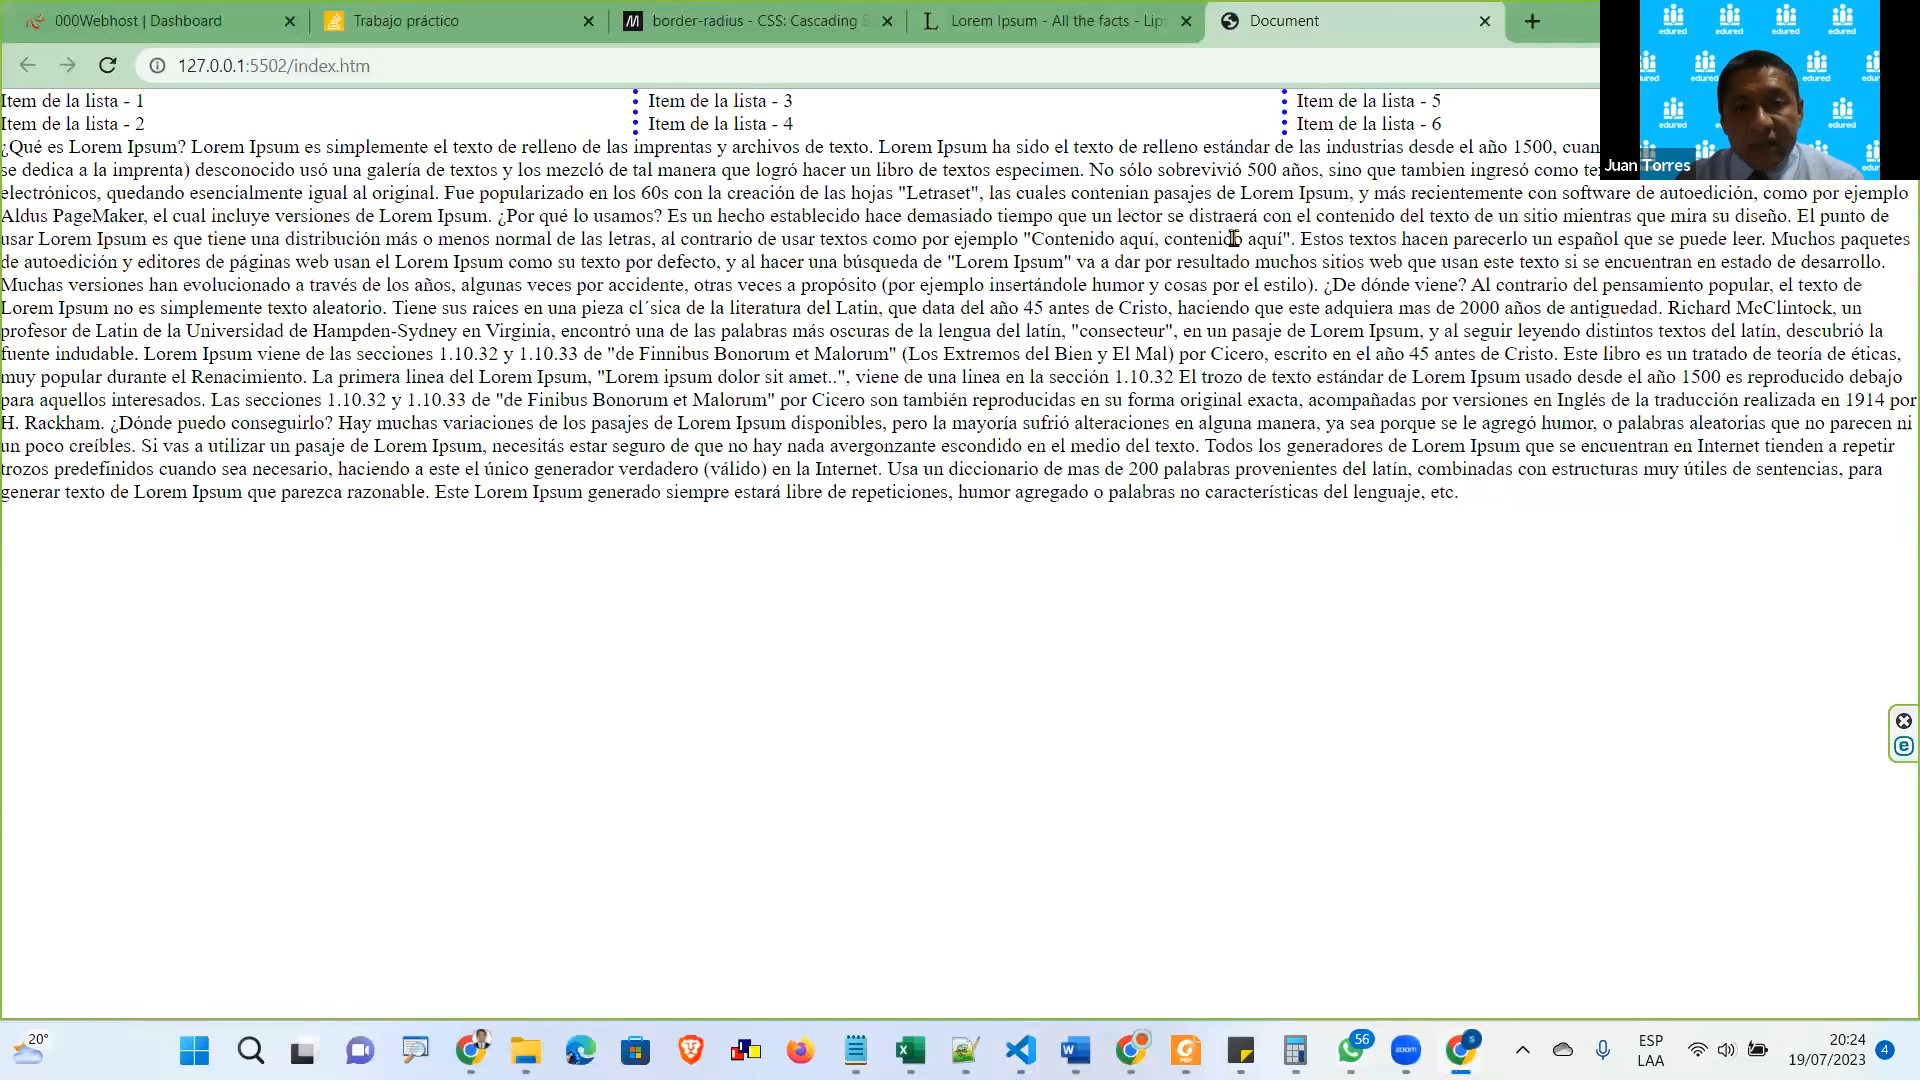 000Webhost | Dashboard
Trabajo práctico
border-radius - CSS: Cascading S
Lorem Ipsum - All the facts - Lip
Document
127.0.0.1:5502/index.htm
edured edured edured edured
edured
edured edured
edured
Juan Torres
Item de la lista - 1
Item de la lista - 2
Item de la lista - 3
Item de la lista - 4
Item de la lista - 5
Item de la lista - 6
¿Qué es Lorem Ipsum? Lorem Ipsum es simplemente el texto de relleno de las imprentas y archivos de texto. Lorem Ipsum ha sido el texto de relleno estándar de las industrias desde el año 1500,
se dedica a la imprenta) desconocido usó una galería de textos y los mezcló de tal manera que logró hacer un libro de textos especimen. No sólo sobrevivió 500 años, sino que tambien ingresó como
electrónicos, quedando esencialmente igual al original. Fue popularizado en los 60s con la creación de las hojas "Letraset", las cuales contenian pasajes de Lorem Ipsum, y más recientemente con software de autoedición, como por ejemplo
Aldus PageMaker, el cual incluye versiones de Lorem Ipsum. ¿Por qué lo usamos? Es un hecho establecido hace demasiado tiempo que un lector se distraerá con el contenido del texto de un sitio mientras que mira su diseño. El punto de
usar Lorem Ipsum es que tiene una distribución más o menos normal de las letras, al contrario de usar textos como por ejemplo "Contenido aquí, contenido aquí". Estos textos hacen parecerlo un español que se puede leer. Muchos paquetes
de autoedición y editores de páginas web usan el Lorem Ipsum como su texto por defecto, y al hacer una búsqueda de "Lorem Ipsum" va a dar por resultado muchos sitios web que usan este texto si se encuentran en estado de desarrollo.
Muchas versiones han evolucionado a través de los años, algunas veces por accidente, otras veces a propósito (por ejemplo insertándole humor y cosas por el estilo). ¿De dónde viene? Al contrario del pensamiento popular, el texto de
Lorem Ipsum no es simplemente texto aleatorio. Tiene sus raices en una pieza cl´sica de la literatura del Latin, que data del año 45 antes de Cristo, haciendo que este adquiera mas de 2000 años de antiguedad. Richard McClintock, un
profesor de Latin de la Universidad de Hampden-Sydney en Virginia, encontró una de las palabras más oscuras de la lengua del latín, "consecteur", en un pasaje de Lorem Ipsum, y al seguir leyendo distintos textos del latín, descubrió la
fuente indudable. Lorem Ipsum viene de las secciones 1.10.32 y 1.10.33 de "de Finnibus Bonorum et Malorum" (Los Extremos del Bien y El Mal) por Cicero, escrito en el año 45 antes de Cristo. Este libro es un tratado de teoría de éticas,
muy popular durante el Renacimiento. La primera linea del Lorem Ipsum, "Lorem ipsum dolor sit amet..", viene de una linea en la sección 1.10.32 El trozo de texto estándar de Lorem Ipsum usado desde el año 1500 es reproducido debajo
para aquellos interesados. Las secciones 1.10.32 y 1.10.33 de "de Finibus Bonorum et Malorum" por Cicero son también reproducidas en su forma original exacta, acompañadas por versiones en Inglés de la traducción realizada en 1914 por
H. Rackham. ¿Dónde puedo conseguirlo? Hay muchas variaciones de los pasajes de Lorem Ipsum disponibles, pero la mayoría sufrió alteraciones en alguna manera, ya sea porque se le agregó humor, o palabras aleatorias que no parecen ni
un poco creíbles. Si vas a utilizar un pasaje de Lorem Ipsum, necesitás estar seguro de que no hay nada avergonzante escondido en el medio del texto. Todos los generadores de Lorem Ipsum que se encuentran en Internet tienden a repetir
trozos predefinidos cuando sea necesario, haciendo a este el único generador verdadero (válido) en la Internet. Usa un diccionario de mas de 200 palabras provenientes del latín, combinadas con estructuras muy útiles de sentencias, para
generar texto de Lorem Ipsum que parezca razonable. Este Lorem Ipsum generado siempre estará libre de repeticiones, humor agregado o palabras no características del lenguaje, etc.
20°
56
zoom
ESP
LAA
20:24
19/07/2023
4